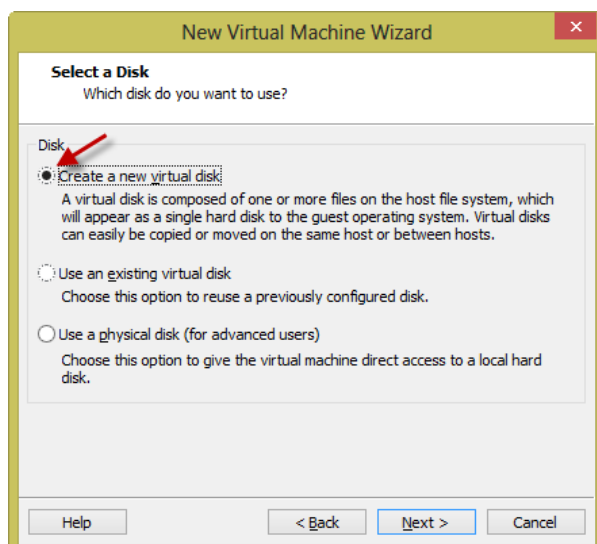 New Virtual Machine Wizard
Select a Disk
Which disk do you want to use?
Disk
Create a new virtual disk
A virtual disk is composed of one or more files on the host file system, which
will appear as a single hard disk to the guest operating system. Virtual disks
can easily be copied or moved on the same host or between hosts.
Use an existing virtual disk
Choose this option to reuse a previously configured disk.
Use a physical disk (for advanced users)
Choose this option to give the virtual machine direct access to a local hard
disk.
Help < Back Next > Cancel